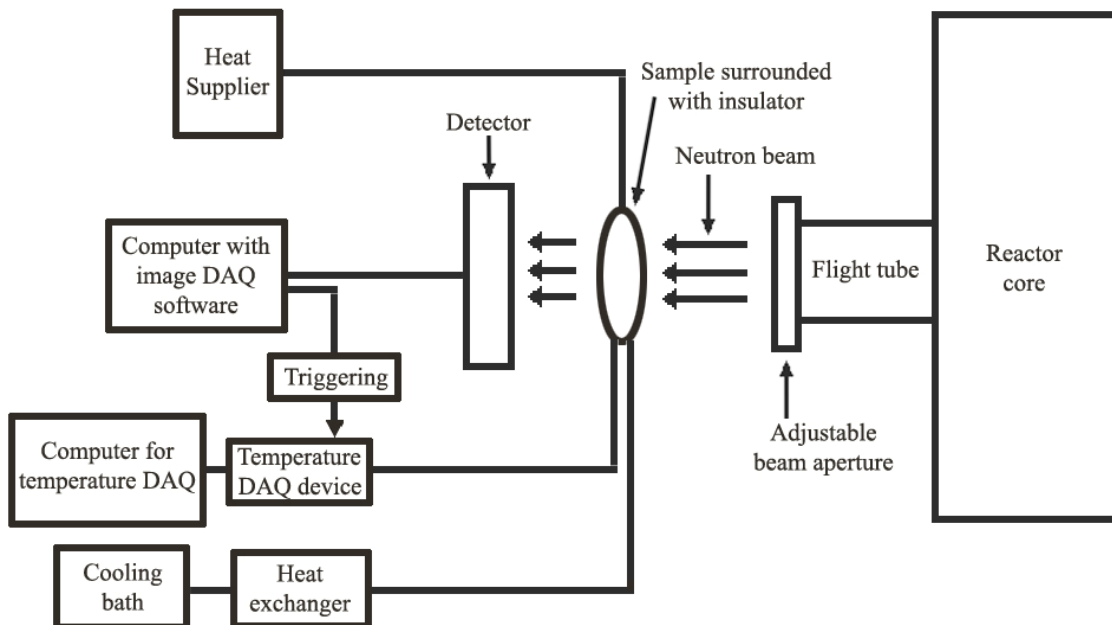 Heat
Supplier
Sample surrounded
with insulator
Detector
Neutron beam
Computer with
image DAQ
software
Flight tube
Reactor
core
Triggering
Adjustable
beam aperture
Computer for
temperature DAQ
Temperature
DAQ device
Cooling
bath
Heat
exchanger